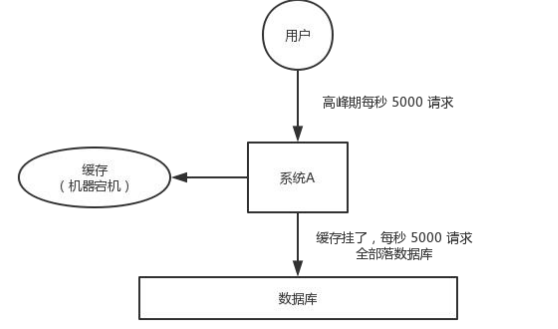 用户
高峰期每秒 5000 请求
缓存
（机器宕机）
系统A
缓存挂了，每秒 5000 请求
全部落数据库
数据库